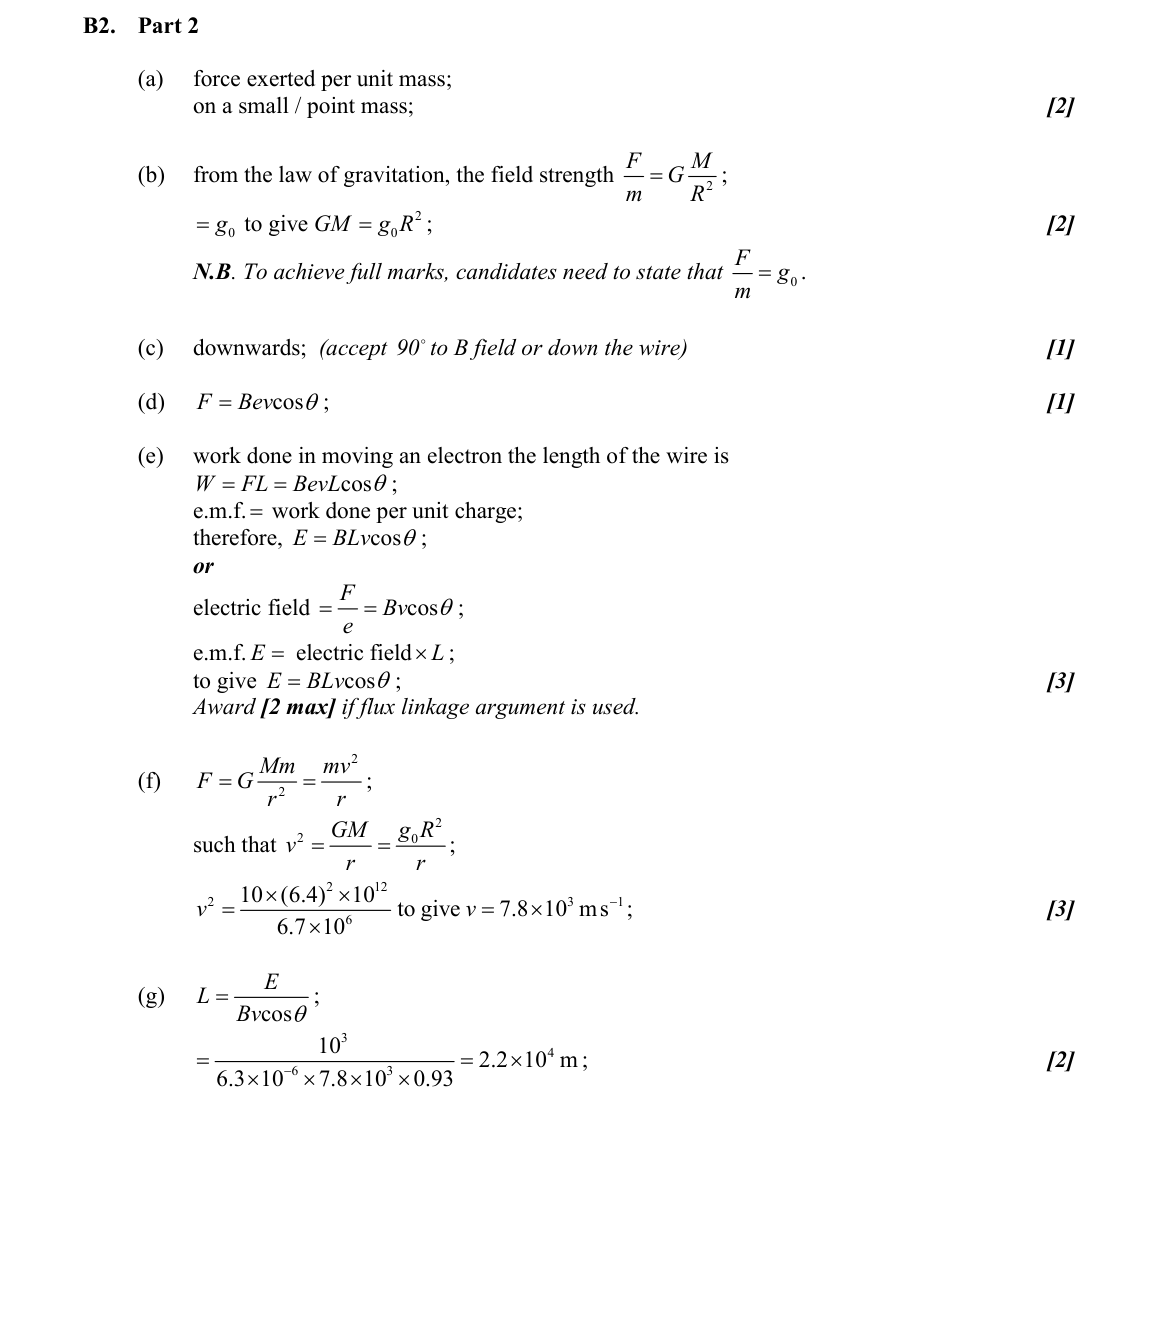 B2. Part 2
(a) force exerted per unit mass;
on a small / point mass; [2]
(b) from the law of gravitation, the field strength F/m = G M/R²;
= g₀ to give GM = g₀R²; [2]
N.B. To achieve full marks, candidates need to state that F/m = g₀.
(c) downwards; (accept 90° to B field or down the wire) [1]
(d) F = Bevcosθ; [1]
(e) work done in moving an electron the length of the wire is
W = FL = BevLcosθ;
e.m.f. = work done per unit charge;
therefore, E = BLvcosθ;
or
electric field = F/e = Bvcosθ;
e.m.f. E = electric field × L;
to give E = BLvcosθ; [3]
Award [2 max] if flux linkage argument is used.
(f) F = G Mm/r² = mv²/r;
such that v² = GM/r = g₀R²/r;
v² = 10×(6.4)²×10¹²/6.7×10⁶ to give v = 7.8×10³ m s⁻¹; [3]
(g) L = E/Bvcosθ;
= 10³/6.3×10⁻⁶×7.8×10³×0.93 = 2.2×10⁴ m; [2]